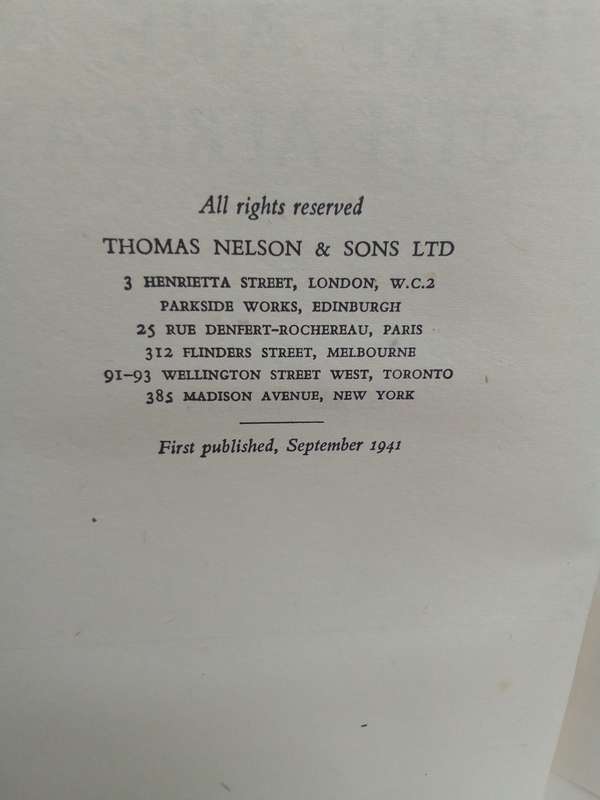 All rights reserved
THOMAS NELSON & SONS LTD
3 HENRIETTA STREET, LONDON, W.C.2
PARKSIDE WORKS, EDINBURGH
25 RUE DENFERT-ROCHEREAU, PARIS
312 FLINDERS STREET, MELBOURNE
91-93 WELLINGTON STREET WEST, TORONTO
385 MADISON AVENUE, NEW YORK
First published, September 1941